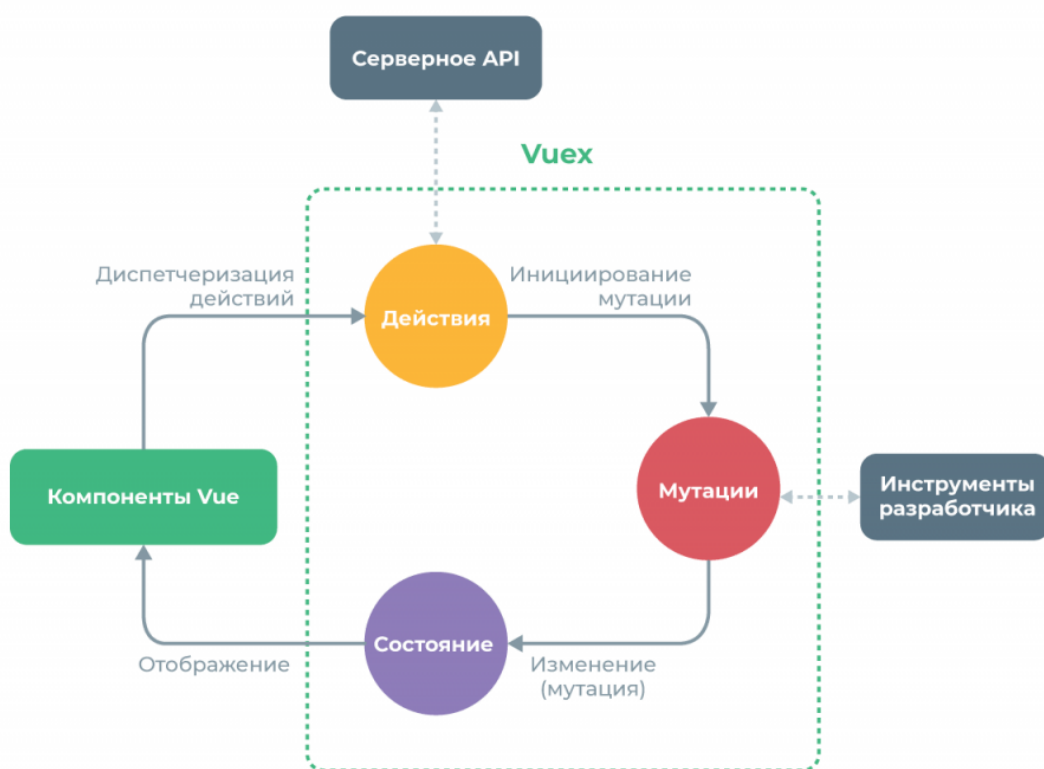 Серверное API
Vuex
Диспетчеризация
действий
Инициирование
мутации
Действия
Компоненты Vue
Мутации
Инструменты
разработчика
Состояние
Отображение
Изменение
(мутация)